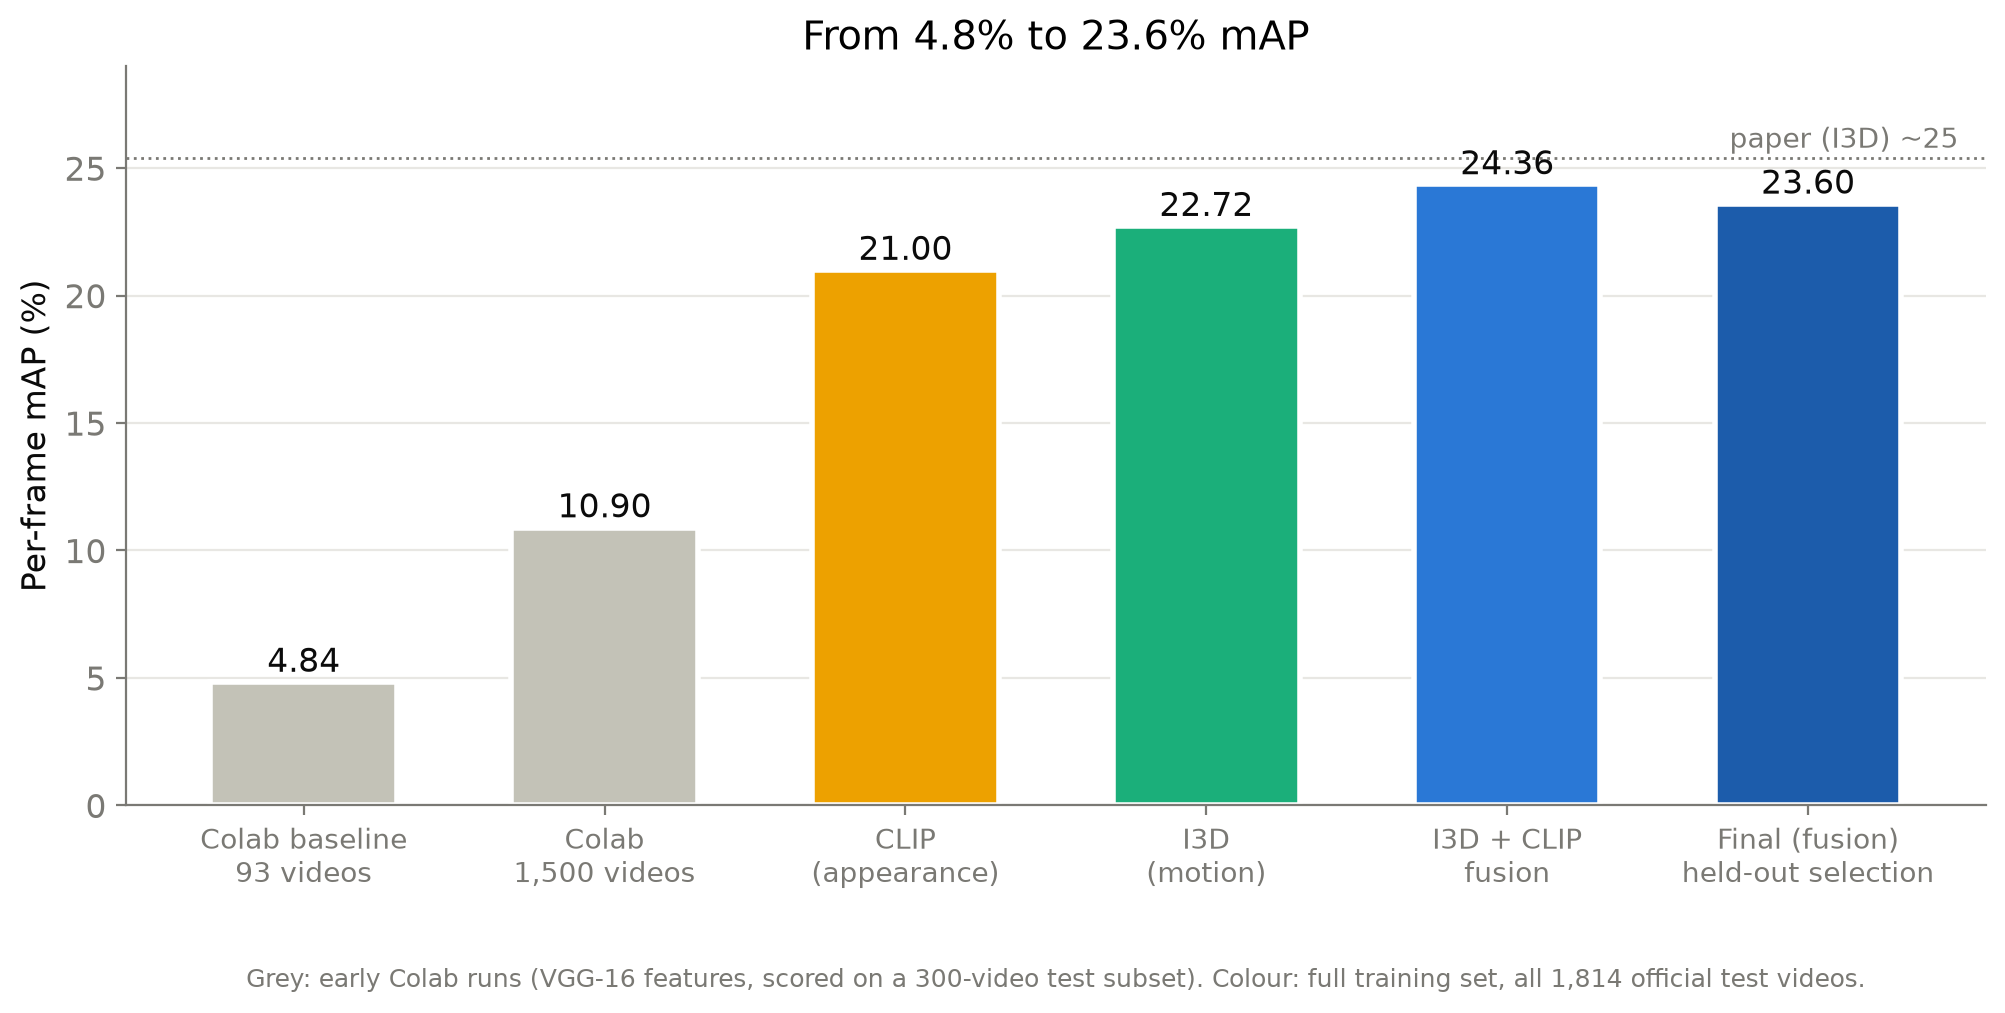 From 4.8% to 23.6% mAP
Per-frame mAP (%)
25
20
15
10
5
0
paper (I3D) ~25
4.84
10.90
21.00
22.72
24.36
23.60
Colab baseline
93 videos
Colab
1,500 videos
CLIP
(appearance)
I3D
(motion)
I3D + CLIP
fusion
Final (fusion)
held-out selection
Grey: early Colab runs (VGG-16 features, scored on a 300-video test subset). Colour: full training set, all 1,814 official test videos.